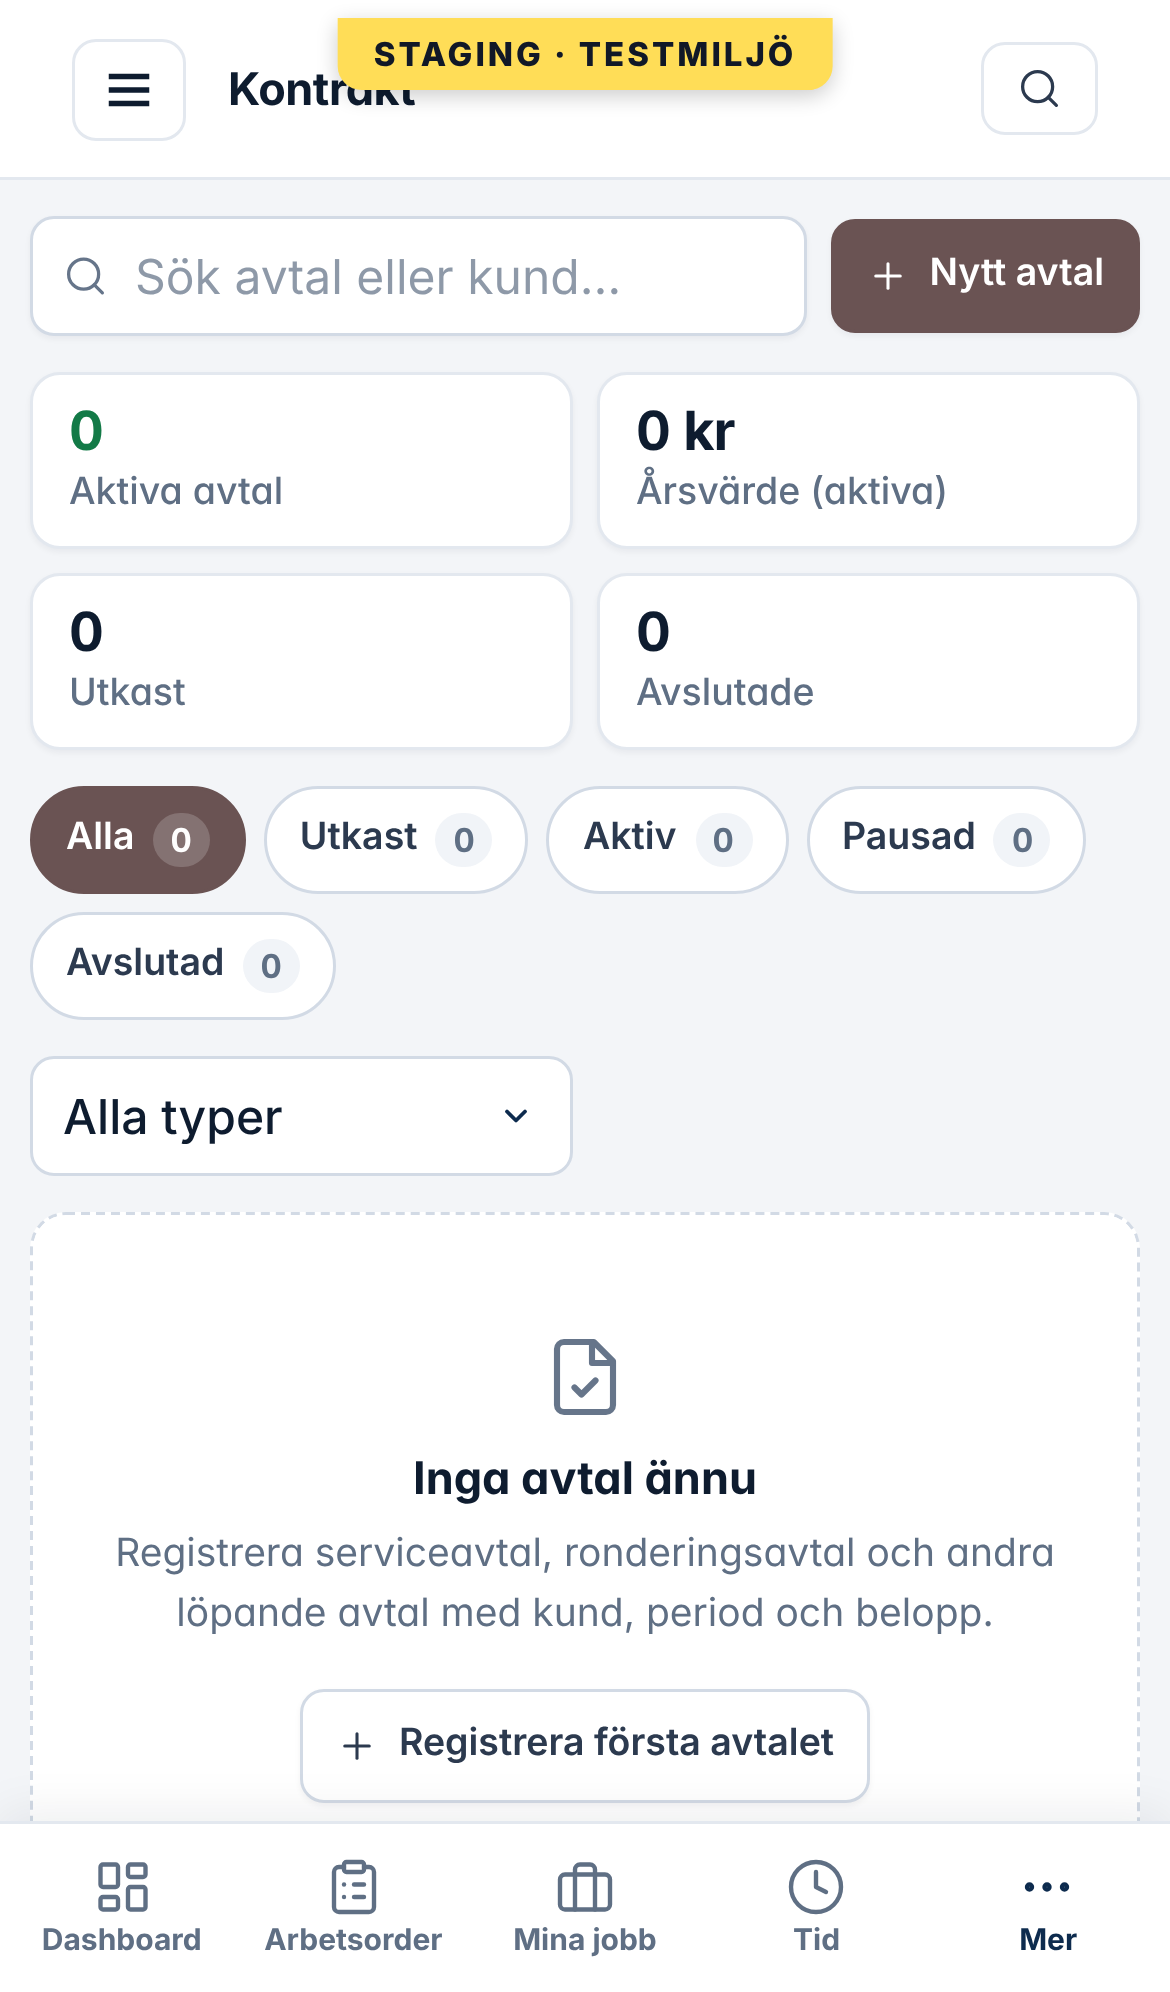 STAGING · TESTMILJÖ
Kontrakt
Sök avtal eller kund...
+ Nytt avtal
0
Aktiva avtal
0 kr
Årsvärde (aktiva)
0
Utkast
0
Avslutade
Alla 0
Utkast 0
Aktiv 0
Pausad 0
Avslutad 0
Alla typer
Inga avtal ännu
Registrera serviceavtal, ronderingsavtal och andra
löpande avtal med kund, period och belopp.
+ Registrera första avtalet
Dashboard
Arbetsorder
Mina jobb
Tid
Mer